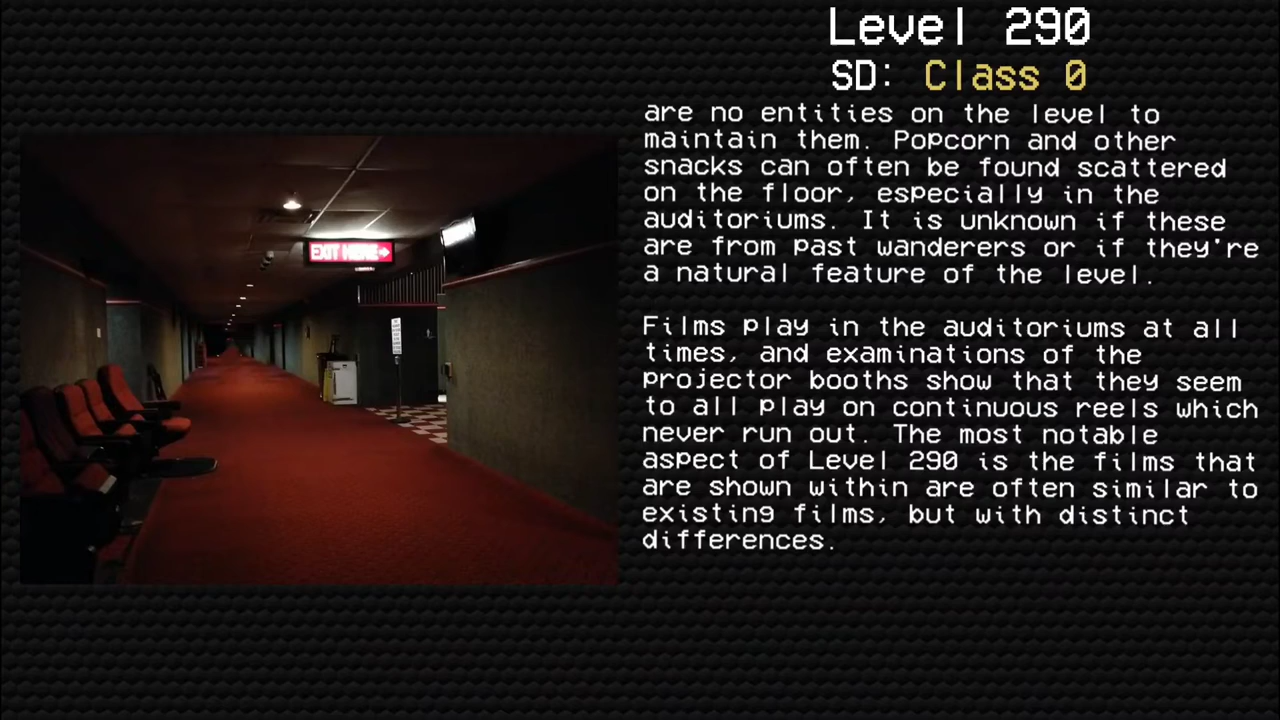 Level 290
SD: Class 0
are no entities on the level to
maintain them. Popcorn and other
snacks can often be found scattered
on the floor, especially in the
auditoriums. It is unknown if these
are from past wanderers or if they're
a natural feature of the level.
Films play in the auditoriums at all
times, and examinations of the
projector booths show that they seem
to all play on continuous reels which
never run out. The most notable
aspect of Level 290 is the films that
are shown within are often similar to
existing films, but with distinct
differences.
EXIT HERE→